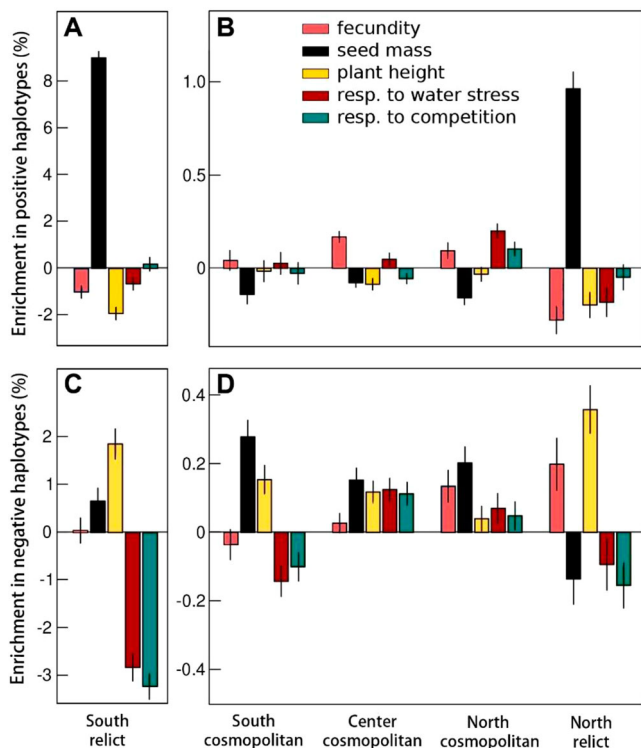 A
B
fecundity
seed mass
plant height
resp. to water stress
resp. to competition
Enrichment in positive haplotypes (%)
8
6
4
2
0
-2
1.0
0.5
0
C
D
Enrichment in negative haplotypes (%)
2
1
0
-1
-2
-3
0.4
0.2
0
-0.2
-0.4
South
relict
South
cosmopolitan
Center
cosmopolitan
North
cosmopolitan
North
relict